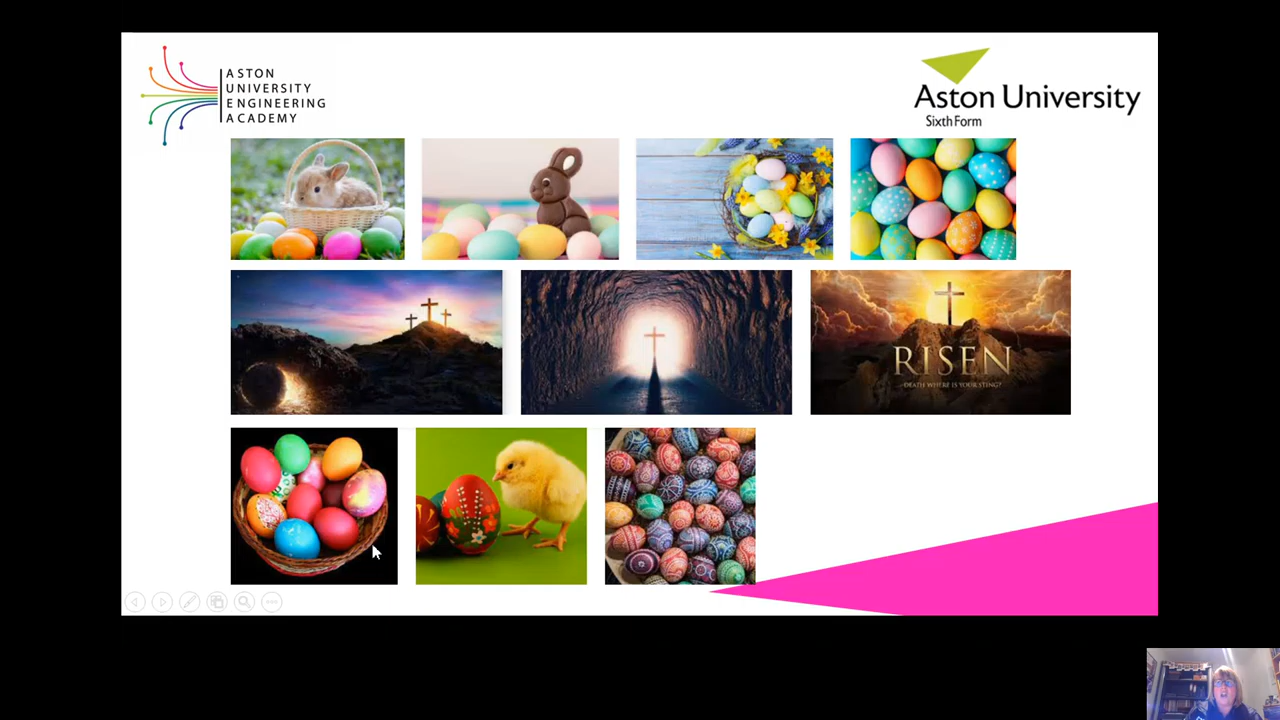 ASTON
UNIVERSITY
ENGINEERING
ACADEMY
Aston University
Sixth Form
RISEN
DEATH WHERE IS YOUR STING?